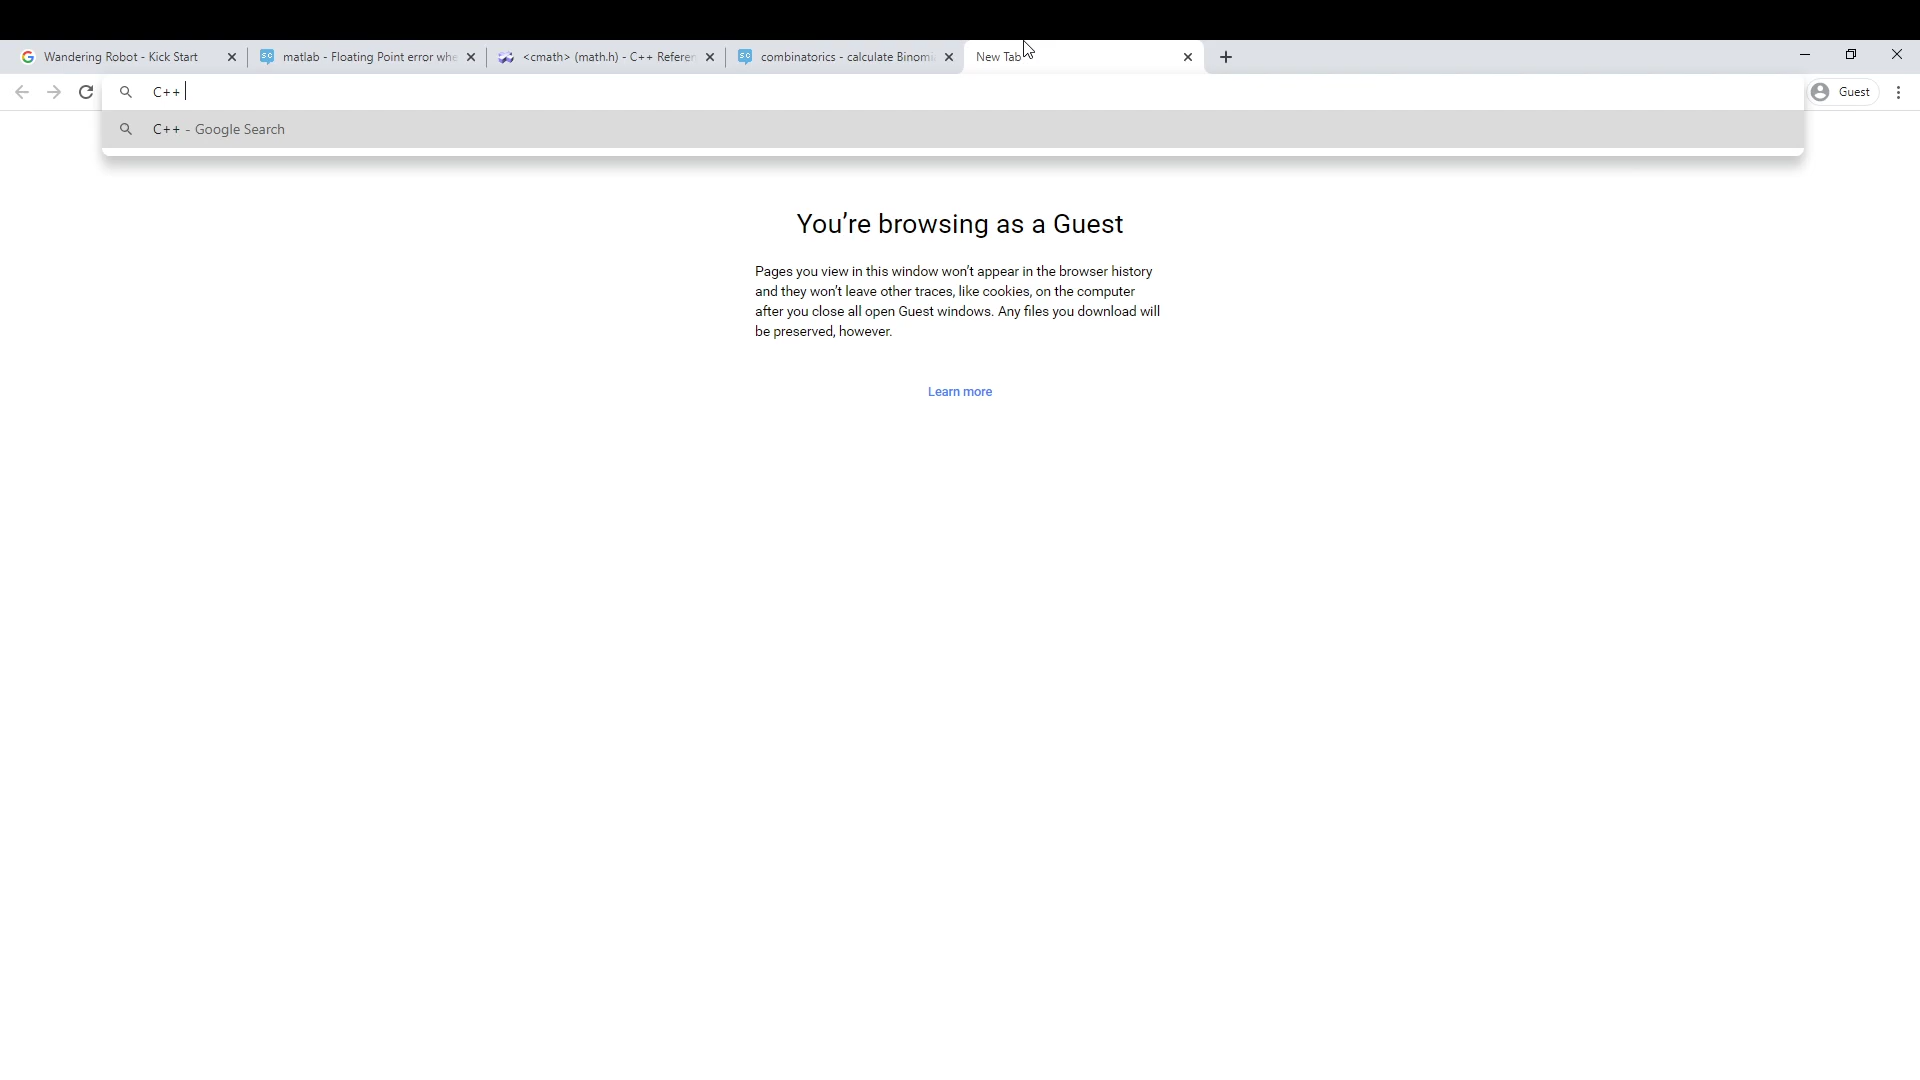 Wandering Robot - Kick Start
matlab - Floating Point error whe
<cmath> (math.h) - C++ Referen
combinatorics - calculate Binomi
New Tab
C++
Guest
C++ - Google Search
You're browsing as a Guest
Pages you view in this window won't appear in the browser history
and they won't leave other traces, like cookies, on the computer
after you close all open Guest windows. Any files you download will
be preserved, however.
Learn more